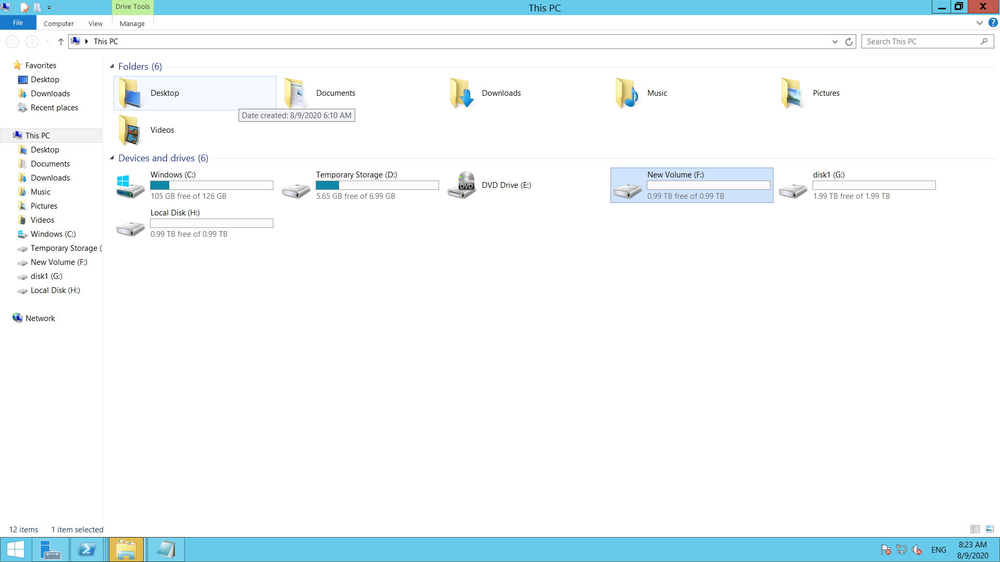 Drive Tools
This PC
File
Computer
View
Manage
This PC
Search This PC
Favorites
Desktop
Downloads
Recent places
This PC
Desktop
Documents
Downloads
Music
Pictures
Videos
Windows (C:)
Temporary Storage (
New Volume (F:)
disk1 (G:)
Local Disk (H:)
Network
Folders (6)
Desktop
Documents
Downloads
Music
Pictures
Date created: 8/9/2020 6:10 AM
Videos
Devices and drives (6)
Windows (C:)
105 GB free of 126 GB
Temporary Storage (D:)
5.65 GB free of 6.99 GB
DVD
DVD Drive (E:)
New Volume (F:)
0.99 TB free of 0.99 TB
disk1 (G:)
1.99 TB free of 1.99 TB
Local Disk (H:)
0.99 TB free of 0.99 TB
12 items
1 item selected
ENG
8:23 AM
8/9/2020